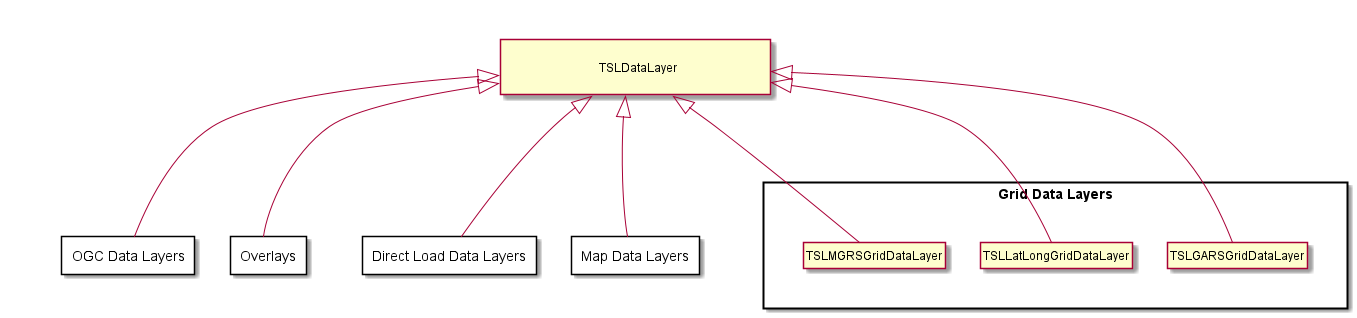 TSLDataLayer
Grid Data Layers
OGC Data Layers
Overlays
Direct Load Data Layers
Map Data Layers
TSLMGRSGridDataLayer
TSLLatLongGridDataLayer
TSLGARSGridDataLayer